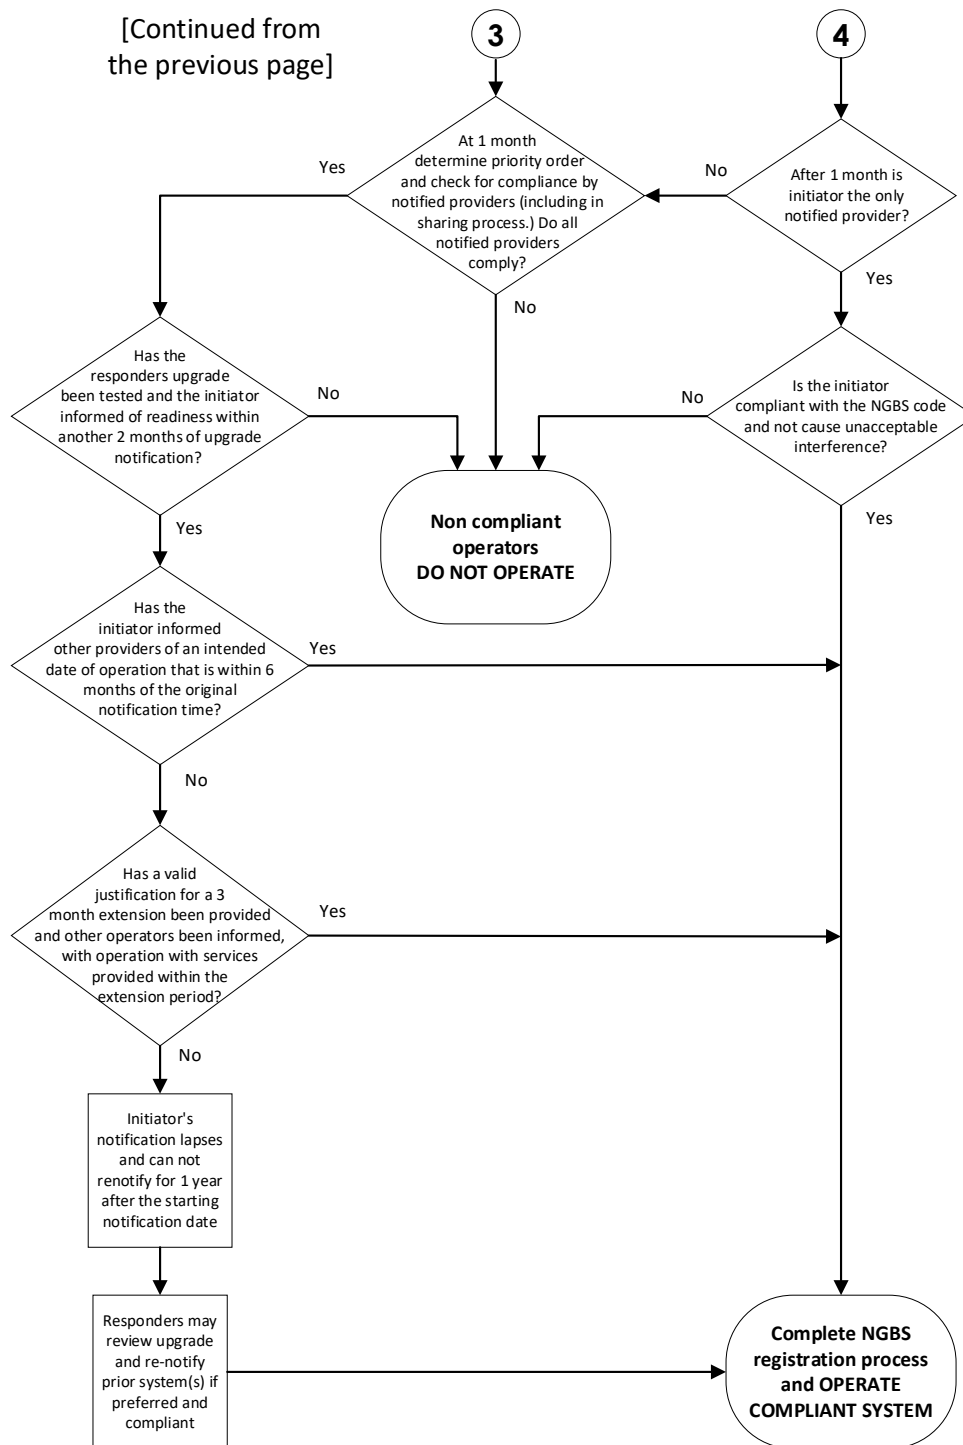 [Continued from
the previous page]
3
4
At 1 month
determine priority order
and check for compliance by
notified providers (including in
sharing process.) Do all
notified providers
comply?
Yes
No
After 1 month is
initiator the only
notified provider?
No
Yes
Has the
responders upgrade
been tested and the initiator
informed of readiness within
another 2 months of upgrade
notification?
No
Yes
Is the initiator
compliant with the NGBS code
and not cause unacceptable
interference?
No
Yes
Non compliant
operators
DO NOT OPERATE
Has the
initiator informed
other providers of an intended
date of operation that is within 6
months of the original
notification time?
Yes
No
Has a valid
justification for a 3
month extension been provided
and other operators been informed,
with operation with services
provided within the
extension period?
Yes
No
Initiator's
notification lapses
and can not
renotify for 1 year
after the starting
notification date
Responders may
review upgrade
and re-notify
prior system(s) if
preferred and
compliant
Complete NGBS
registration process
and OPERATE
COMPLIANT SYSTEM